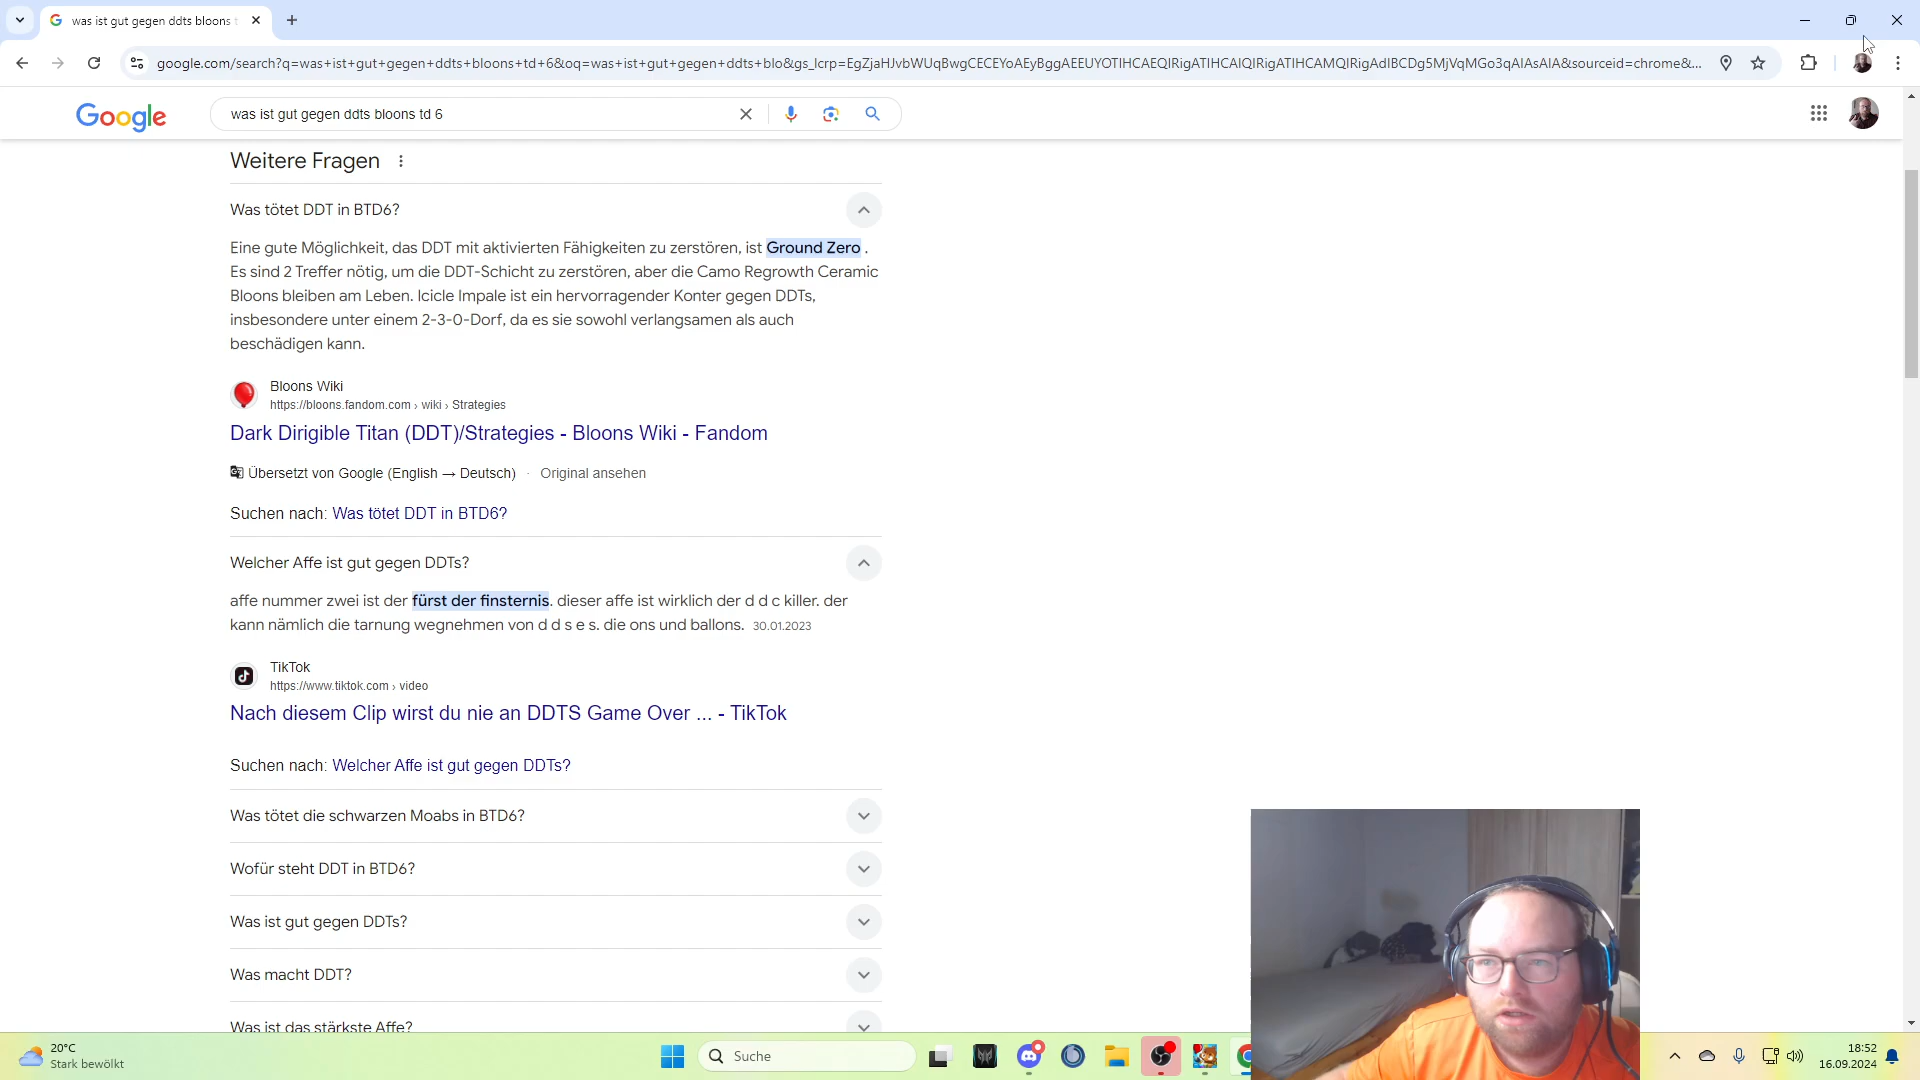 was ist gut gegen ddts bloons t
google.com/search?q=was+ist+gut+gegen+ddts+bloons+td+6&oq=was+ist+gut+gegen+ddts+blo&gs_lcrp=EgZjaHJvbWUqBwgCECEYoAEyBggAEEUYOTIHCAEQIRigATIHCAIQIRigATIHCAMQIRigAdIBCDg5MjVqMGo3qAIAsAIA&sourceid=chrome&...
Google
was ist gut gegen ddts bloons td 6
Weitere Fragen
Was tötet DDT in BTD6?
Eine gute Möglichkeit, das DDT mit aktivierten Fähigkeiten zu zerstören, ist Ground Zero .
Es sind 2 Treffer nötig, um die DDT-Schicht zu zerstören, aber die Camo Regrowth Ceramic
Bloons bleiben am Leben. Icicle Impale ist ein hervorragender Konter gegen DDTs,
insbesondere unter einem 2-3-0-Dorf, da es sie sowohl verlangsamen als auch
beschädigen kann.
Bloons Wiki
https://bloons.fandom.com › wiki › Strategies
Dark Dirigible Titan (DDT)/Strategies - Bloons Wiki - Fandom
Übersetzt von Google (English → Deutsch) · Original ansehen
Suchen nach: Was tötet DDT in BTD6?
Welcher Affe ist gut gegen DDTs?
affe nummer zwei ist der fürst der finsternis. dieser affe ist wirklich der d d c killer. der
kann nämlich die tarnung wegnehmen von d d s e s. die ons und ballons. 30.01.2023
TikTok
https://www.tiktok.com › video
Nach diesem Clip wirst du nie an DDTS Game Over ... - TikTok
Suchen nach: Welcher Affe ist gut gegen DDTs?
Was tötet die schwarzen Moabs in BTD6?
Wofür steht DDT in BTD6?
Was ist gut gegen DDTs?
Was macht DDT?
Was ist das stärkste Affe?
20°C
Stark bewölkt
Suche
18:52
16.09.2024